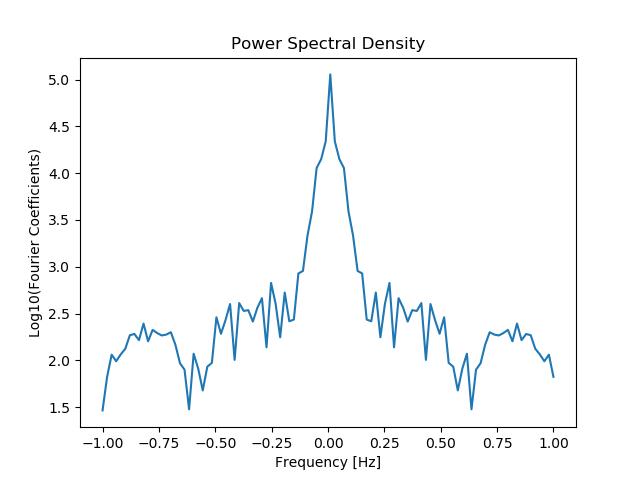 Power Spectral Density
Log10(Fourier Coefficients)
5.0
4.5
4.0
3.5
3.0
2.5
2.0
1.5
−1.00 −0.75 −0.50 −0.25 0.00 0.25 0.50 0.75 1.00
Frequency [Hz]